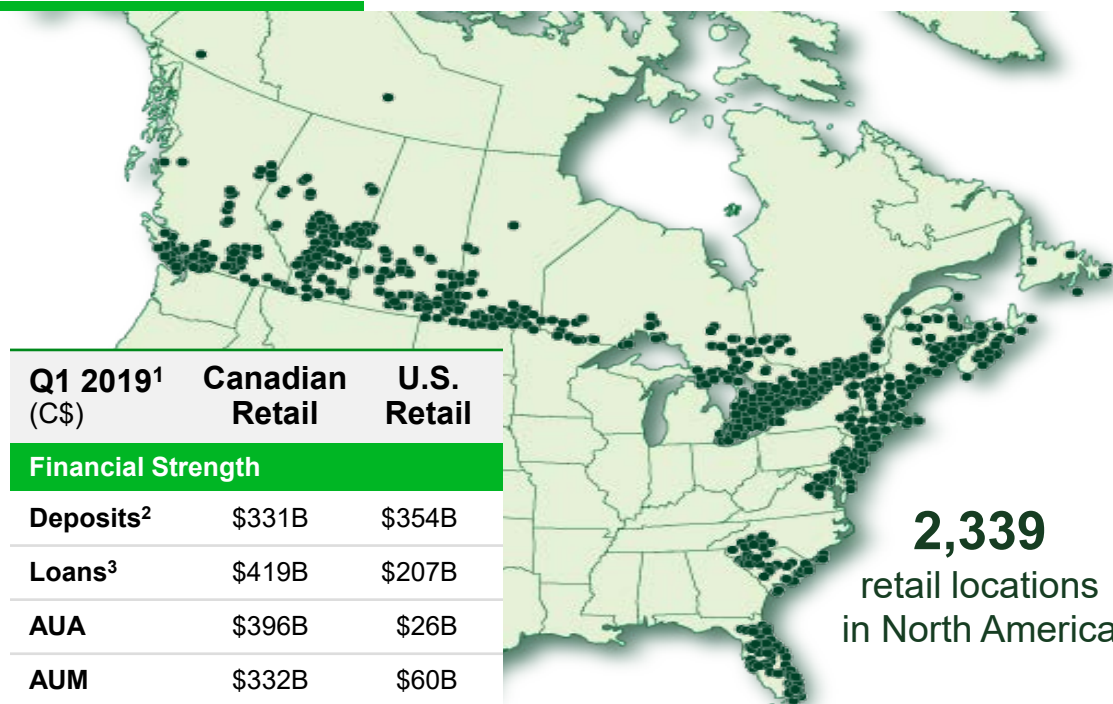 Q1 2019¹ Canadian U.S.
(C$) Retail Retail
Financial Strength
Deposits² $331B $354B
Loans³ $419B $207B
AUA $396B $26B
AUM $332B $60B
2,339
retail locations
in North America